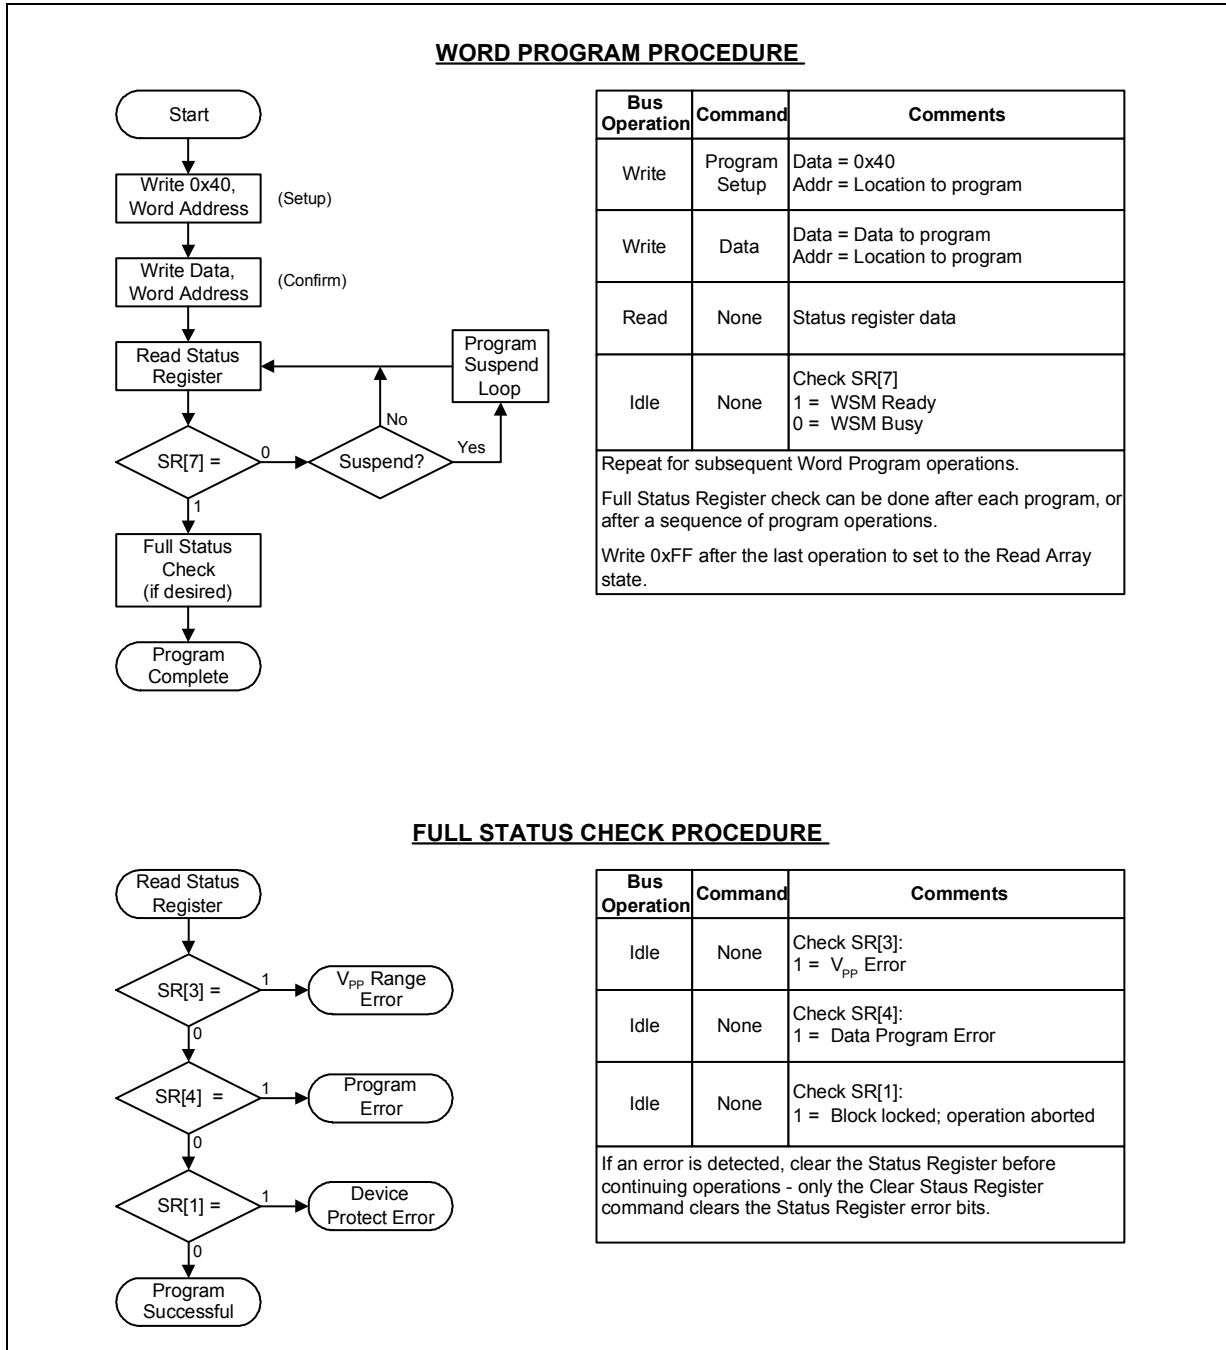 WORD PROGRAM PROCEDURE
Start
Write 0x40,
Word Address
(Setup)
Write Data,
Word Address
(Confirm)
Read Status
Register
Program
Suspend
Loop
No
SR[7] =
0
Suspend?
Yes
1
Full Status
Check
(if desired)
Program
Complete
Bus
Operation
Command
Comments
Write
Program
Setup
Data = 0x40
Addr = Location to program
Write
Data
Data = Data to program
Addr = Location to program
Read
None
Status register data
Idle
None
Check SR[7]
1 = WSM Ready
0 = WSM Busy
Repeat for subsequent Word Program operations.
Full Status Register check can be done after each program, or
after a sequence of program operations.
Write 0xFF after the last operation to set to the Read Array
state.
FULL STATUS CHECK PROCEDURE
Read Status
Register
SR[3] =
1
VPP Range
Error
0
SR[4] =
1
Program
Error
0
SR[1] =
1
Device
Protect Error
0
Program
Successful
Bus
Operation
Command
Comments
Idle
None
Check SR[3]:
1 = VPP Error
Idle
None
Check SR[4]:
1 = Data Program Error
Idle
None
Check SR[1]:
1 = Block locked; operation aborted
If an error is detected, clear the Status Register before
continuing operations - only the Clear Staus Register
command clears the Status Register error bits.